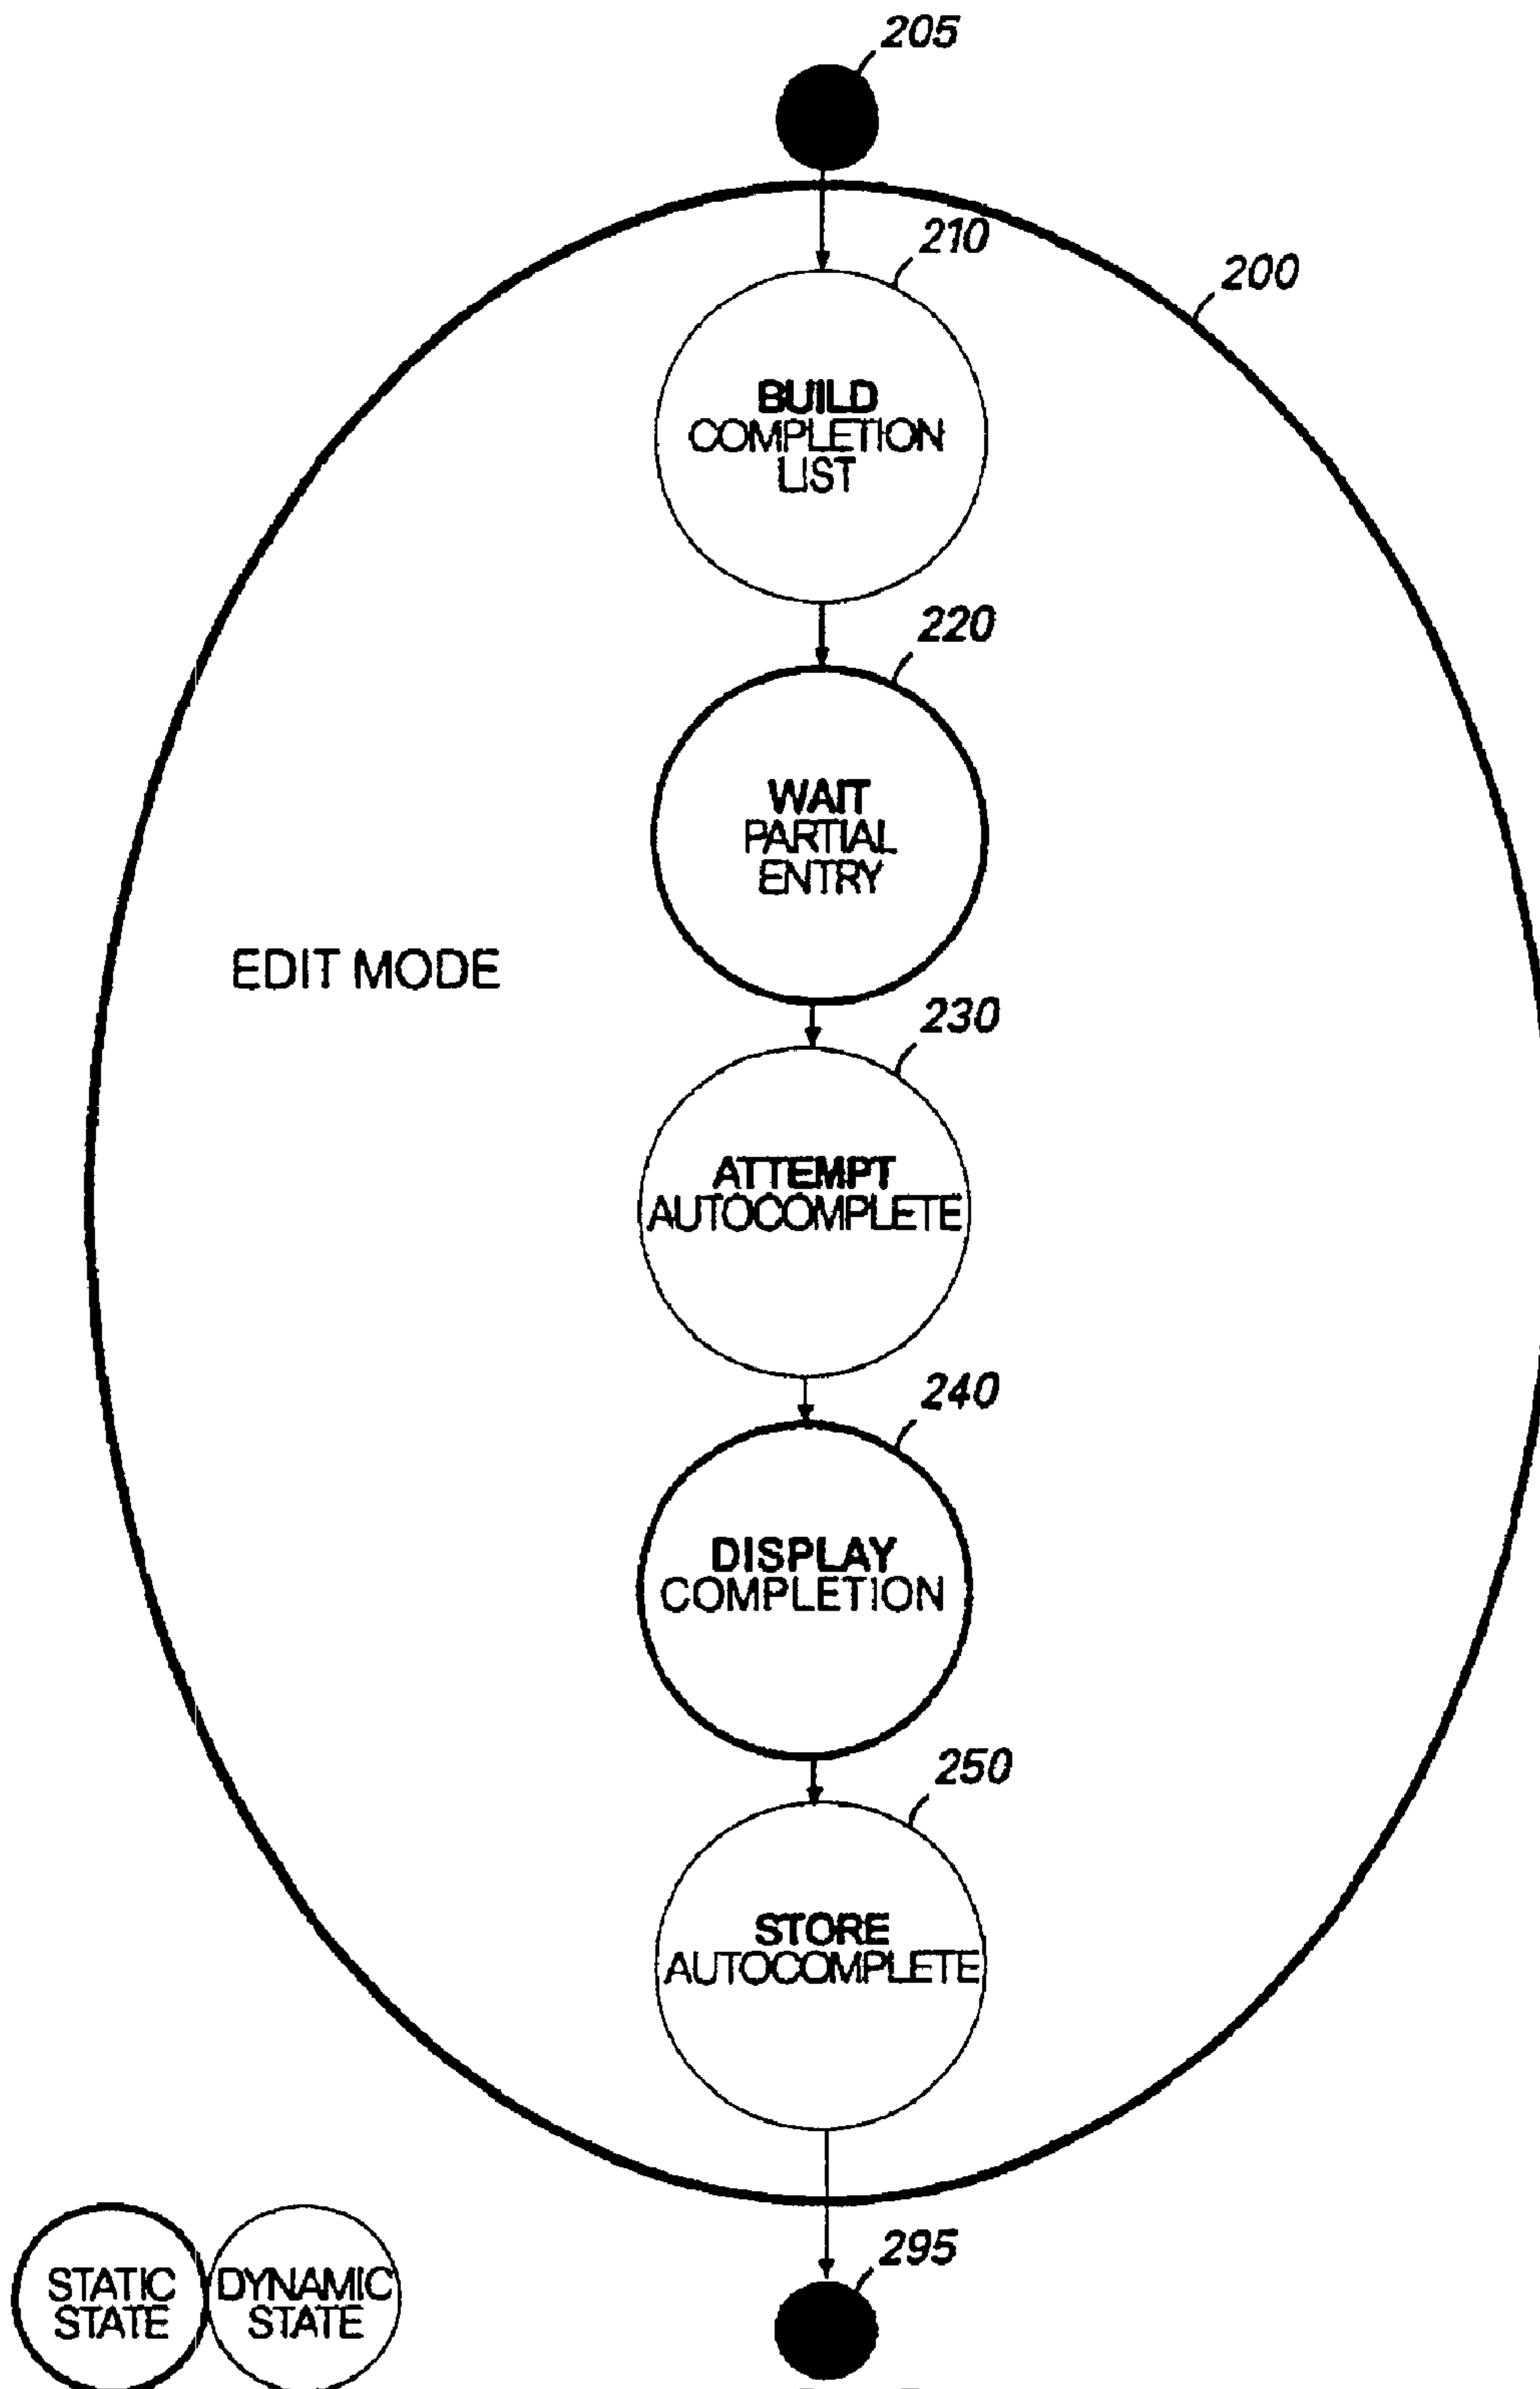 205
210
200
BUILD
COMPLETION
LIST
220
WAIT
PARTIAL
ENTRY
EDIT MODE
230
ATTEMPT
AUTOCOMPLETE
240
DISPLAY
COMPLETION
250
STORE
AUTOCOMPLETE
295
STATIC
STATE
DYNAMIC
STATE